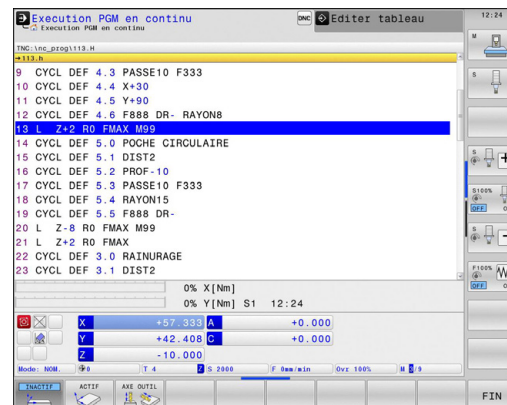 Execution PGM en continu
Execution PGM en continu
DNC
Editer tableau
12:24
TNC:\nc_prog\113.H
→113.h
9 CYCL DEF 4.3 PASSE10 F333
10 CYCL DEF 4.4 X+30
11 CYCL DEF 4.5 Y+90
12 CYCL DEF 4.6 F888 DR- RAYON8
13 L Z+2 R0 FMAX M99
14 CYCL DEF 5.0 POCHE CIRCULAIRE
15 CYCL DEF 5.1 DIST2
16 CYCL DEF 5.2 PROF-10
17 CYCL DEF 5.3 PASSE10 F333
18 CYCL DEF 5.4 RAYON15
19 CYCL DEF 5.5 F888 DR-
20 L Z-8 R0 FMAX M99
21 L Z+2 R0 FMAX
22 CYCL DEF 3.0 RAINURAGE
23 CYCL DEF 3.1 DIST2
0% X[Nm]
0% Y[Nm] S1 12:24
X +57.333 A +0.000
Y +42.408 C +0.000
Z -10.000
Mode: NOM. 0 T 4 Z S 2000 F 0mm/min Ovr 100% M 5/9
INACTIF
ACTIF
AXE OUTIL
M
S
S
S100%
OFF
S
F100%
OFF
FIN